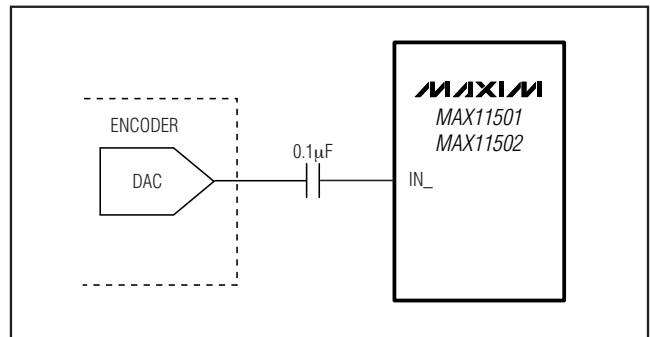 ENCODER
DAC
0.1μF
MAXIM
MAX11501
MAX11502
IN_